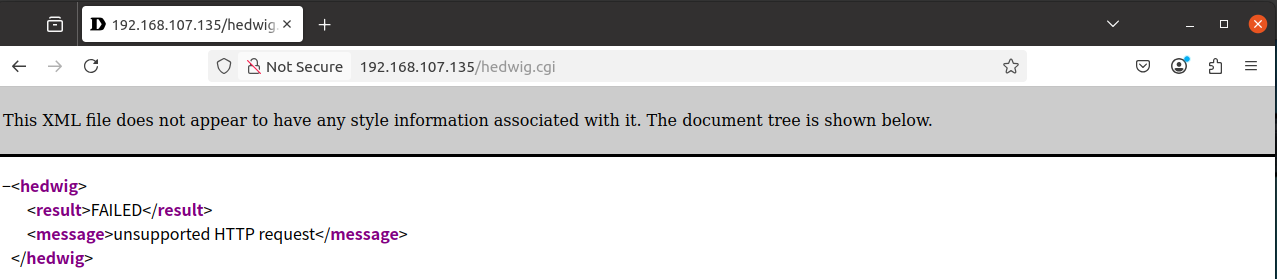 192.168.107.135/hedwig.
Not Secure 192.168.107.135/hedwig.cgi
This XML file does not appear to have any style information associated with it. The document tree is shown below.
−<hedwig>
<result>FAILED</result>
<message>unsupported HTTP request</message>
</hedwig>